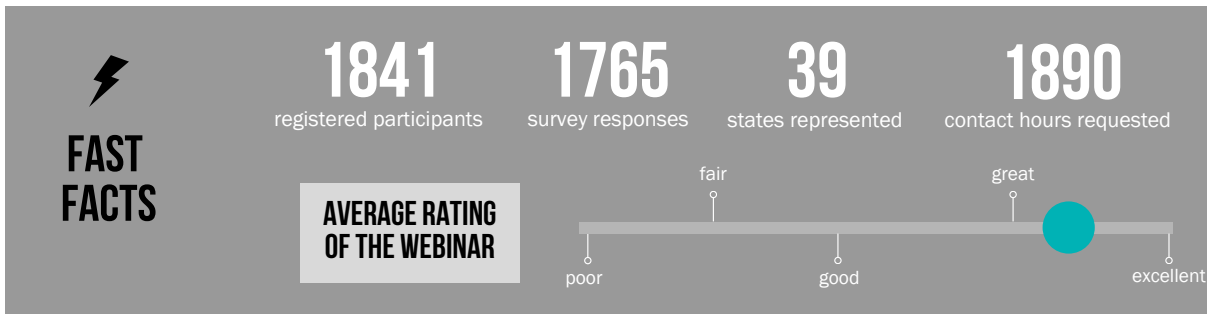 FAST
FACTS
1841
registered participants
1765
survey responses
39
states represented
1890
contact hours requested
AVERAGE RATING
OF THE WEBINAR
poor
fair
good
great
excellent